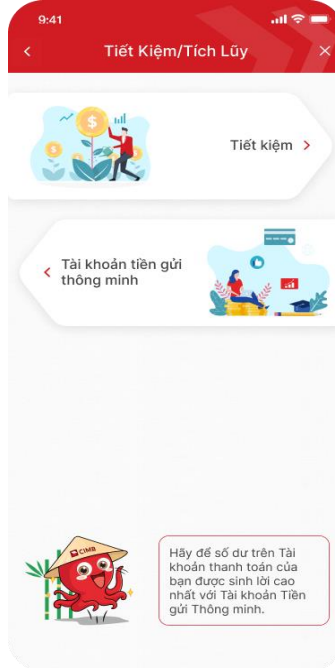 9:41
Tiết Kiệm/Tích Lũy
Tiết kiệm
Tài khoản tiền gửi
thông minh
CIMB
Hãy để số dư trên Tài
khoản thanh toán của
bạn được sinh lời cao
nhất với Tài khoản Tiền
gửi Thông minh.